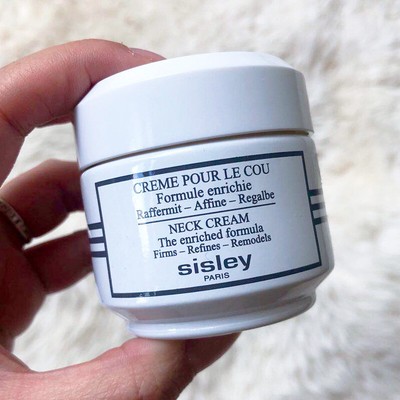 CREME POUR LE COU
Formule enrichie
Raffermit – Affine – Regalbe
NECK CREAM
The enriched formula
Firms – Refines – Remodels
sisley
PARIS